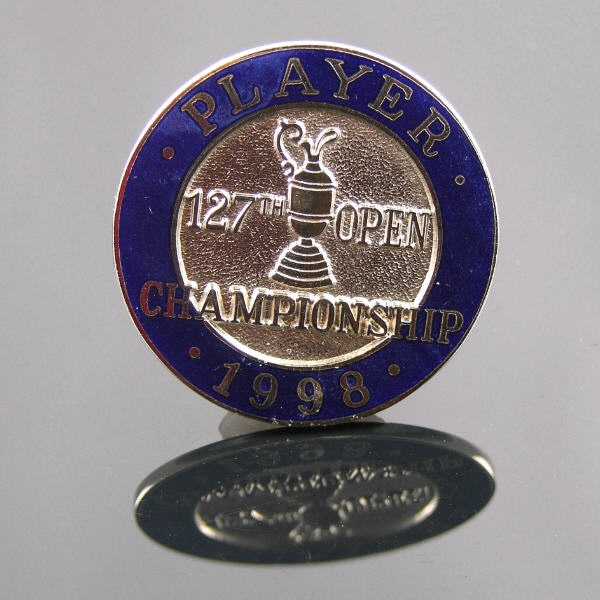 · PLAYER ·
127TH OPEN
CHAMPIONSHIP
· 1998 ·